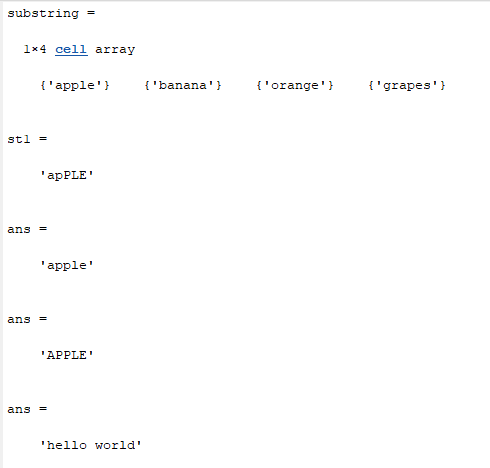 substring =
1×4 cell array
{'apple'} {'banana'} {'orange'} {'grapes'}
st1 =
'apPLE'
ans =
'apple'
ans =
'APPLE'
ans =
'hello world'